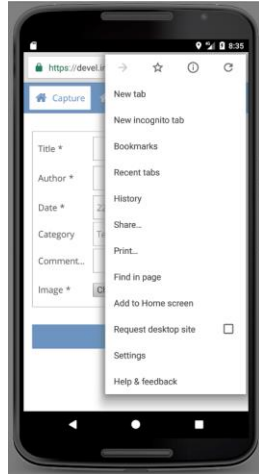 8:35
https://devel.i
Capture
New tab
New incognito tab
Bookmarks
Recent tabs
History
Share...
Print...
Find in page
Add to Home screen
Request desktop site
Settings
Help & feedback
Title *
Author *
Date *
22
Category
Comment...
Image *